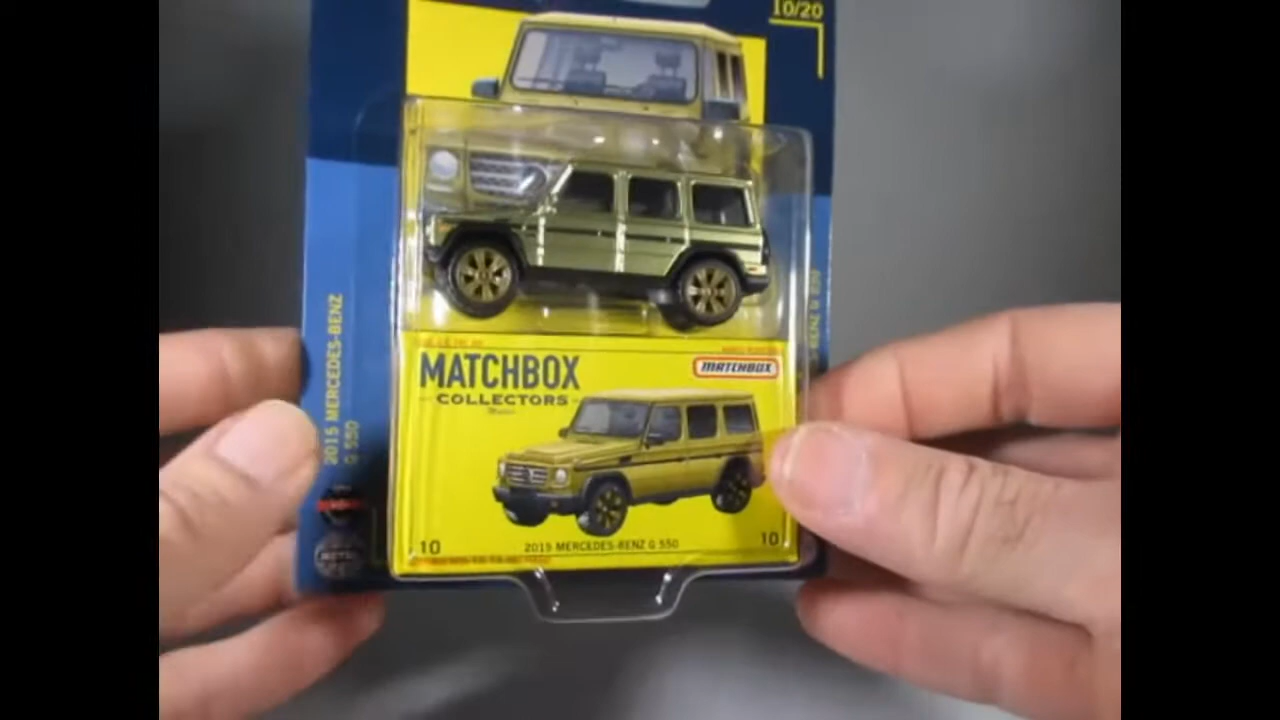 10/20
2015 MERCEDES-BENZ
G 550
MATCHBOX
COLLECTORS
MATCHBOX
10
2015 MERCEDES-BENZ G 550
10